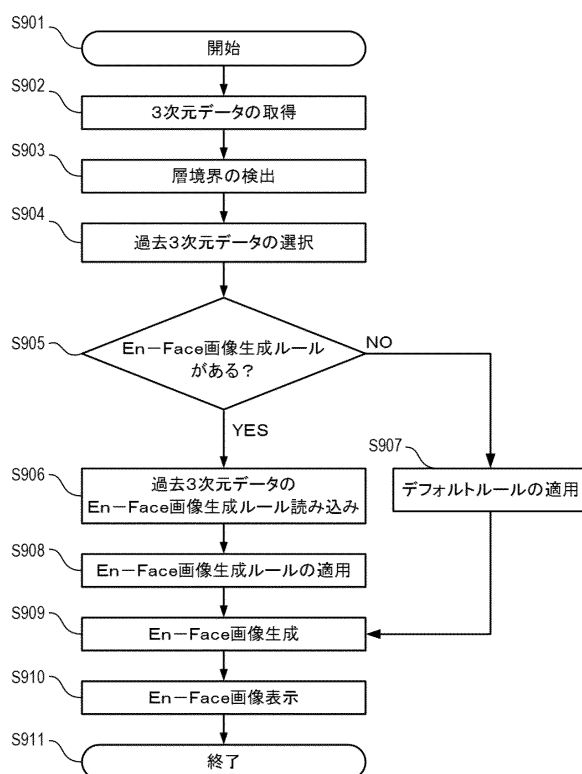 S901
開始
S902
3次元データの取得
S903
層境界の検出
S904
過去3次元データの選択
S905
En-Face画像生成ルール
がある?
NO
YES
S906
過去3次元データの
En-Face画像生成ルール読み込み
S907
デフォルトルールの適用
S908
En-Face画像生成ルールの適用
S909
En-Face画像生成
S910
En-Face画像表示
S911
終了